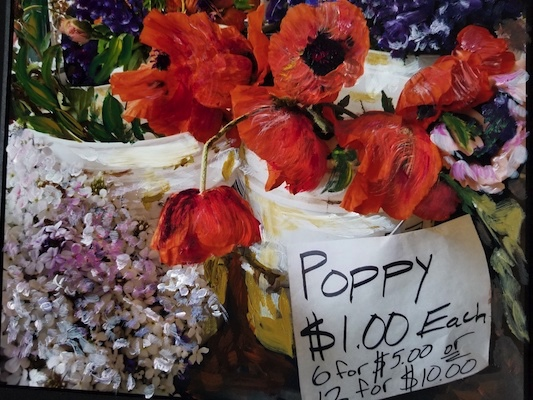 Poppy
$1.00 Each
6 for $5.00 or
12 for $10.00